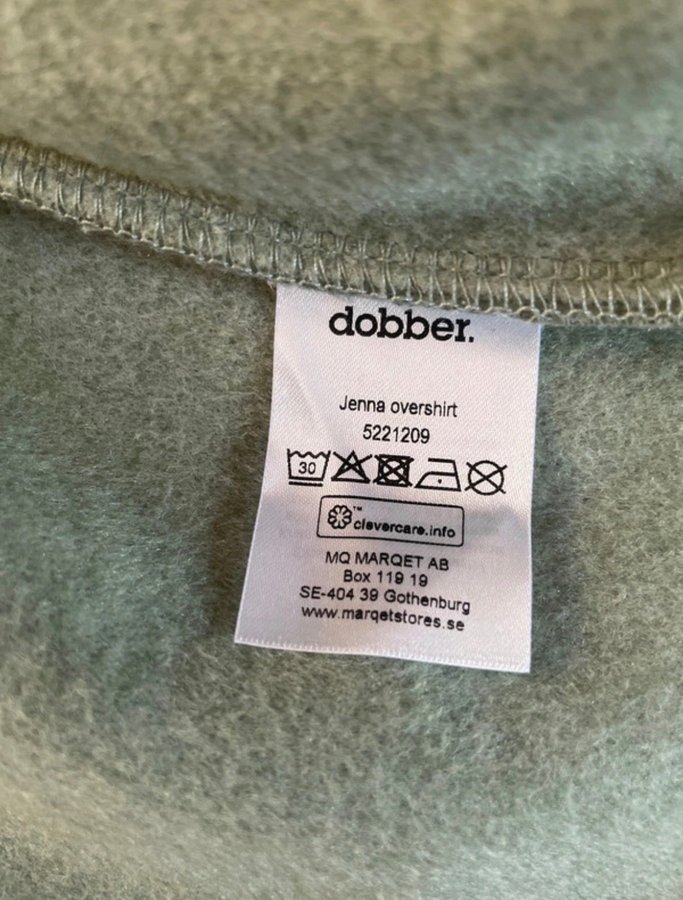 dobber.
Jenna overshirt
5221209
30
™
clevercare.info
MQ MARQET AB
Box 119 19
SE-404 39 Gothenburg
www.marqetstores.se